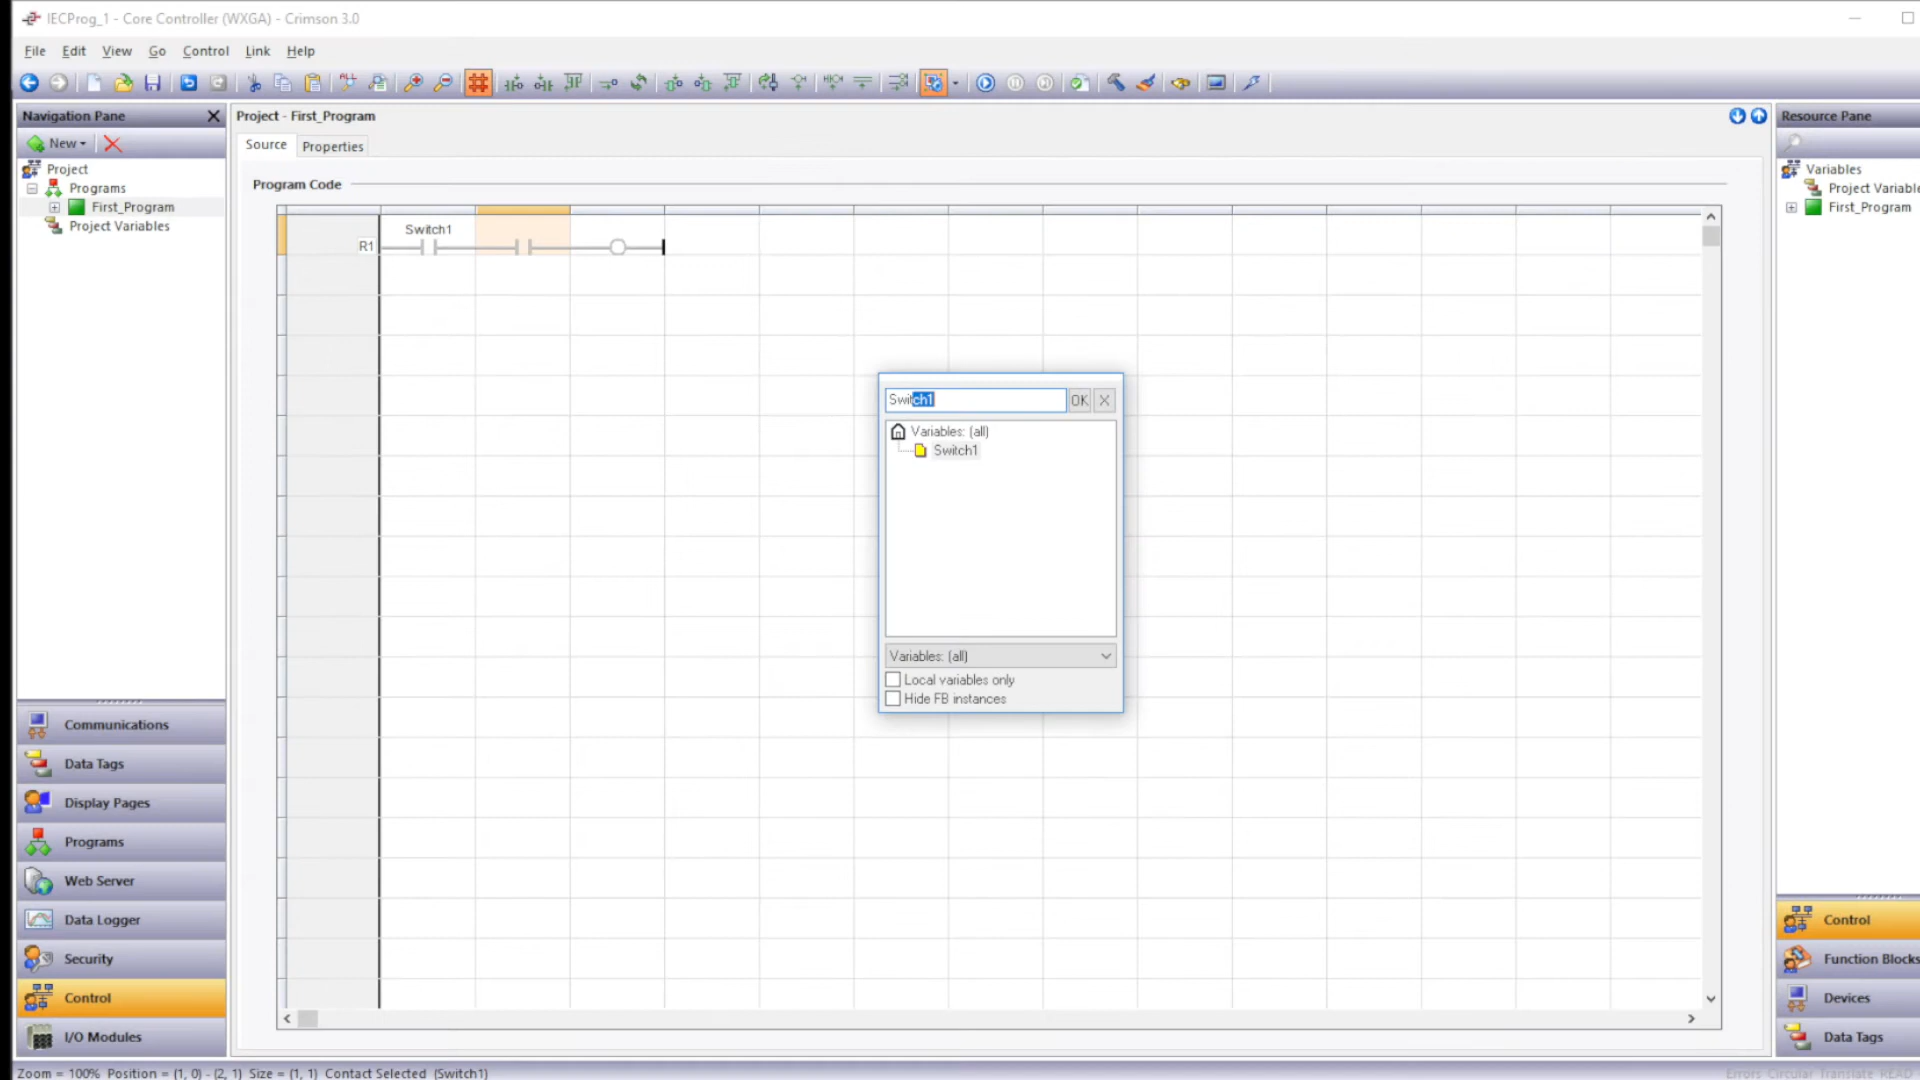 IECProg_1 - Core Controller (WXGA) - Crimson 3.0
File Edit View Go Control Link Help
Navigation Pane
New
Project
Programs
First_Program
Project Variables
Communications
Data Tags
Display Pages
Programs
Web Server
Data Logger
Security
Control
I/O Modules
Project - First_Program
Source Properties
Program Code
Switch1
R1
Switch1 OK
Variables: (all)
Switch1
Variables: (all)
Local variables only
Hide FB instances
Resource Pane
Variables
Project Variable
First_Program
Control
Function Blocks
Devices
Data Tags
Zoom = 100% Position = (1, 0) - (2, 1) Size = (1, 1) Contact Selected (Switch1)
Errors Circular Translate READ